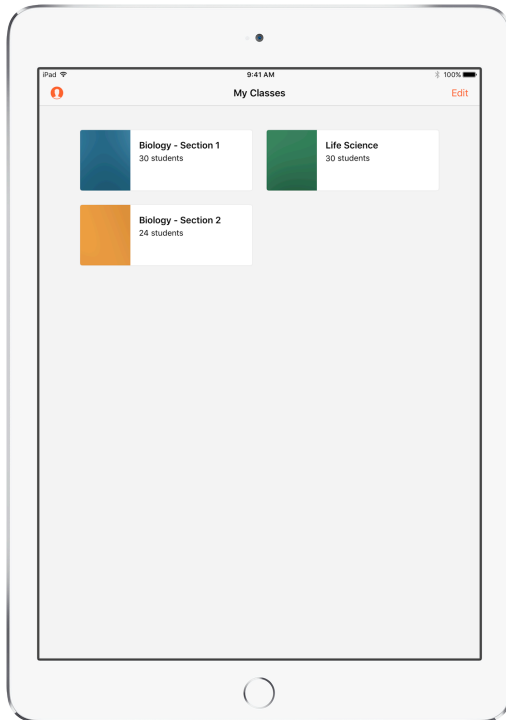 iPad
9:41 AM
100%
My Classes
Edit
Biology - Section 1
30 students
Life Science
30 students
Biology - Section 2
24 students